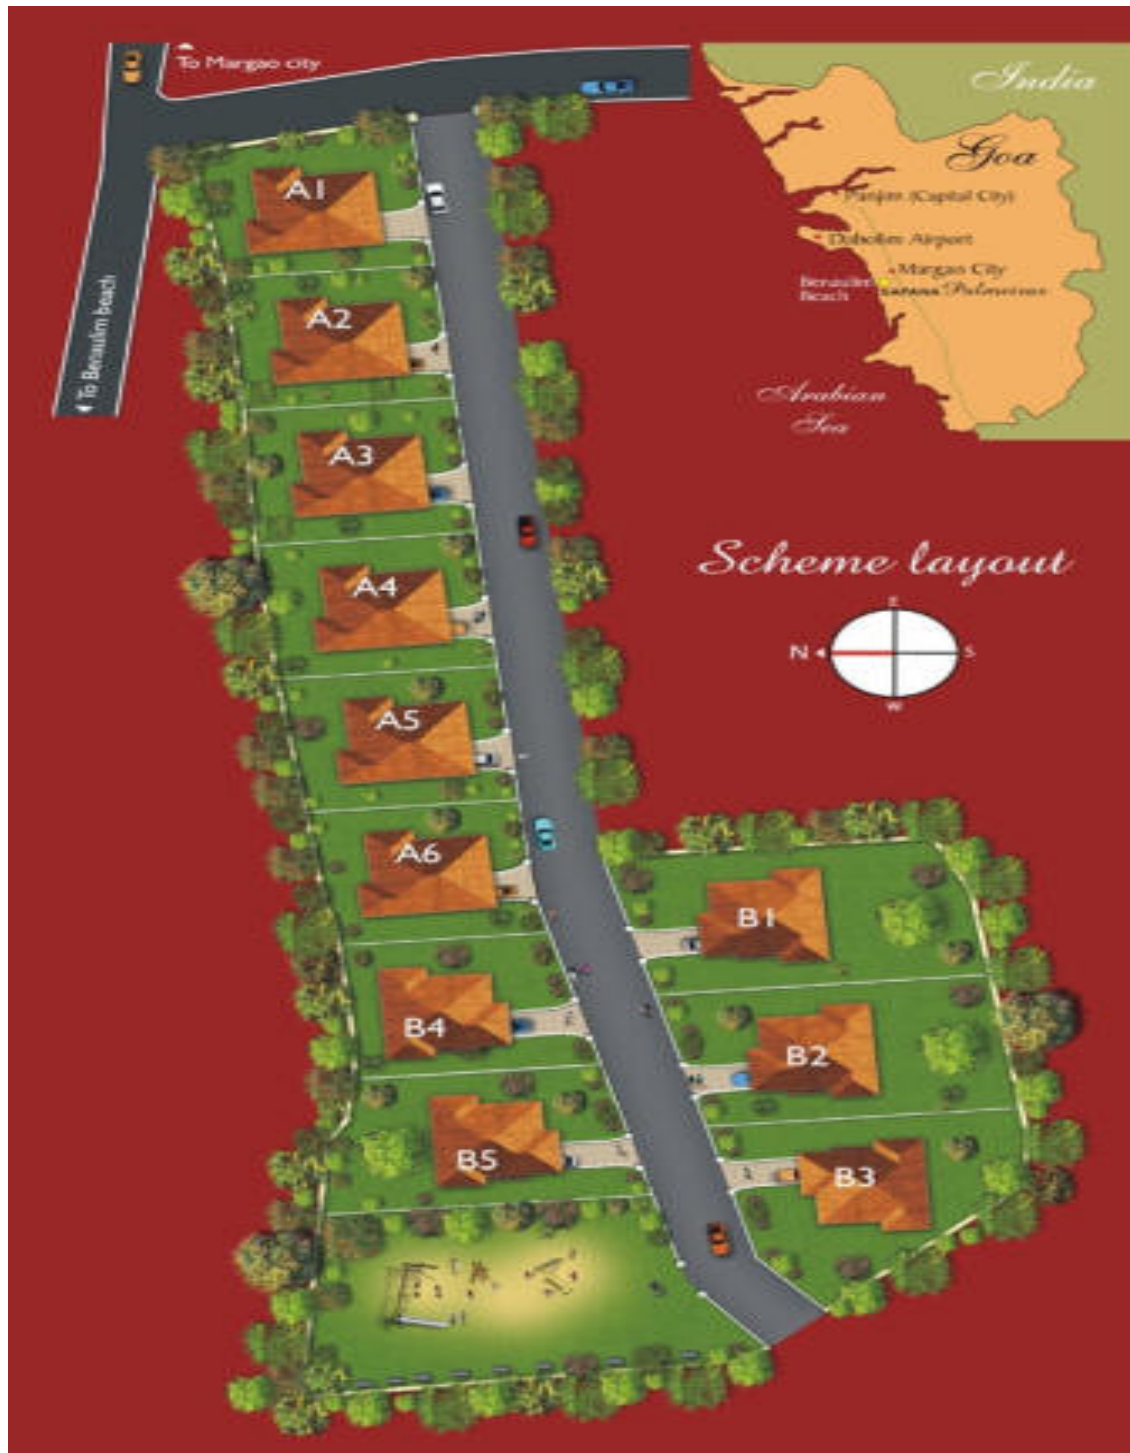 To Margao city
India
Goa
Panjim (Capital City)
Dabolim Airport
Margao City
Benaulim
Beach
SAPANA Palmeiras
Arabian
Sea
To Benaulim beach
Scheme layout
E
N
S
W
A1
A2
A3
A4
A5
A6
B1
B4
B2
B5
B3